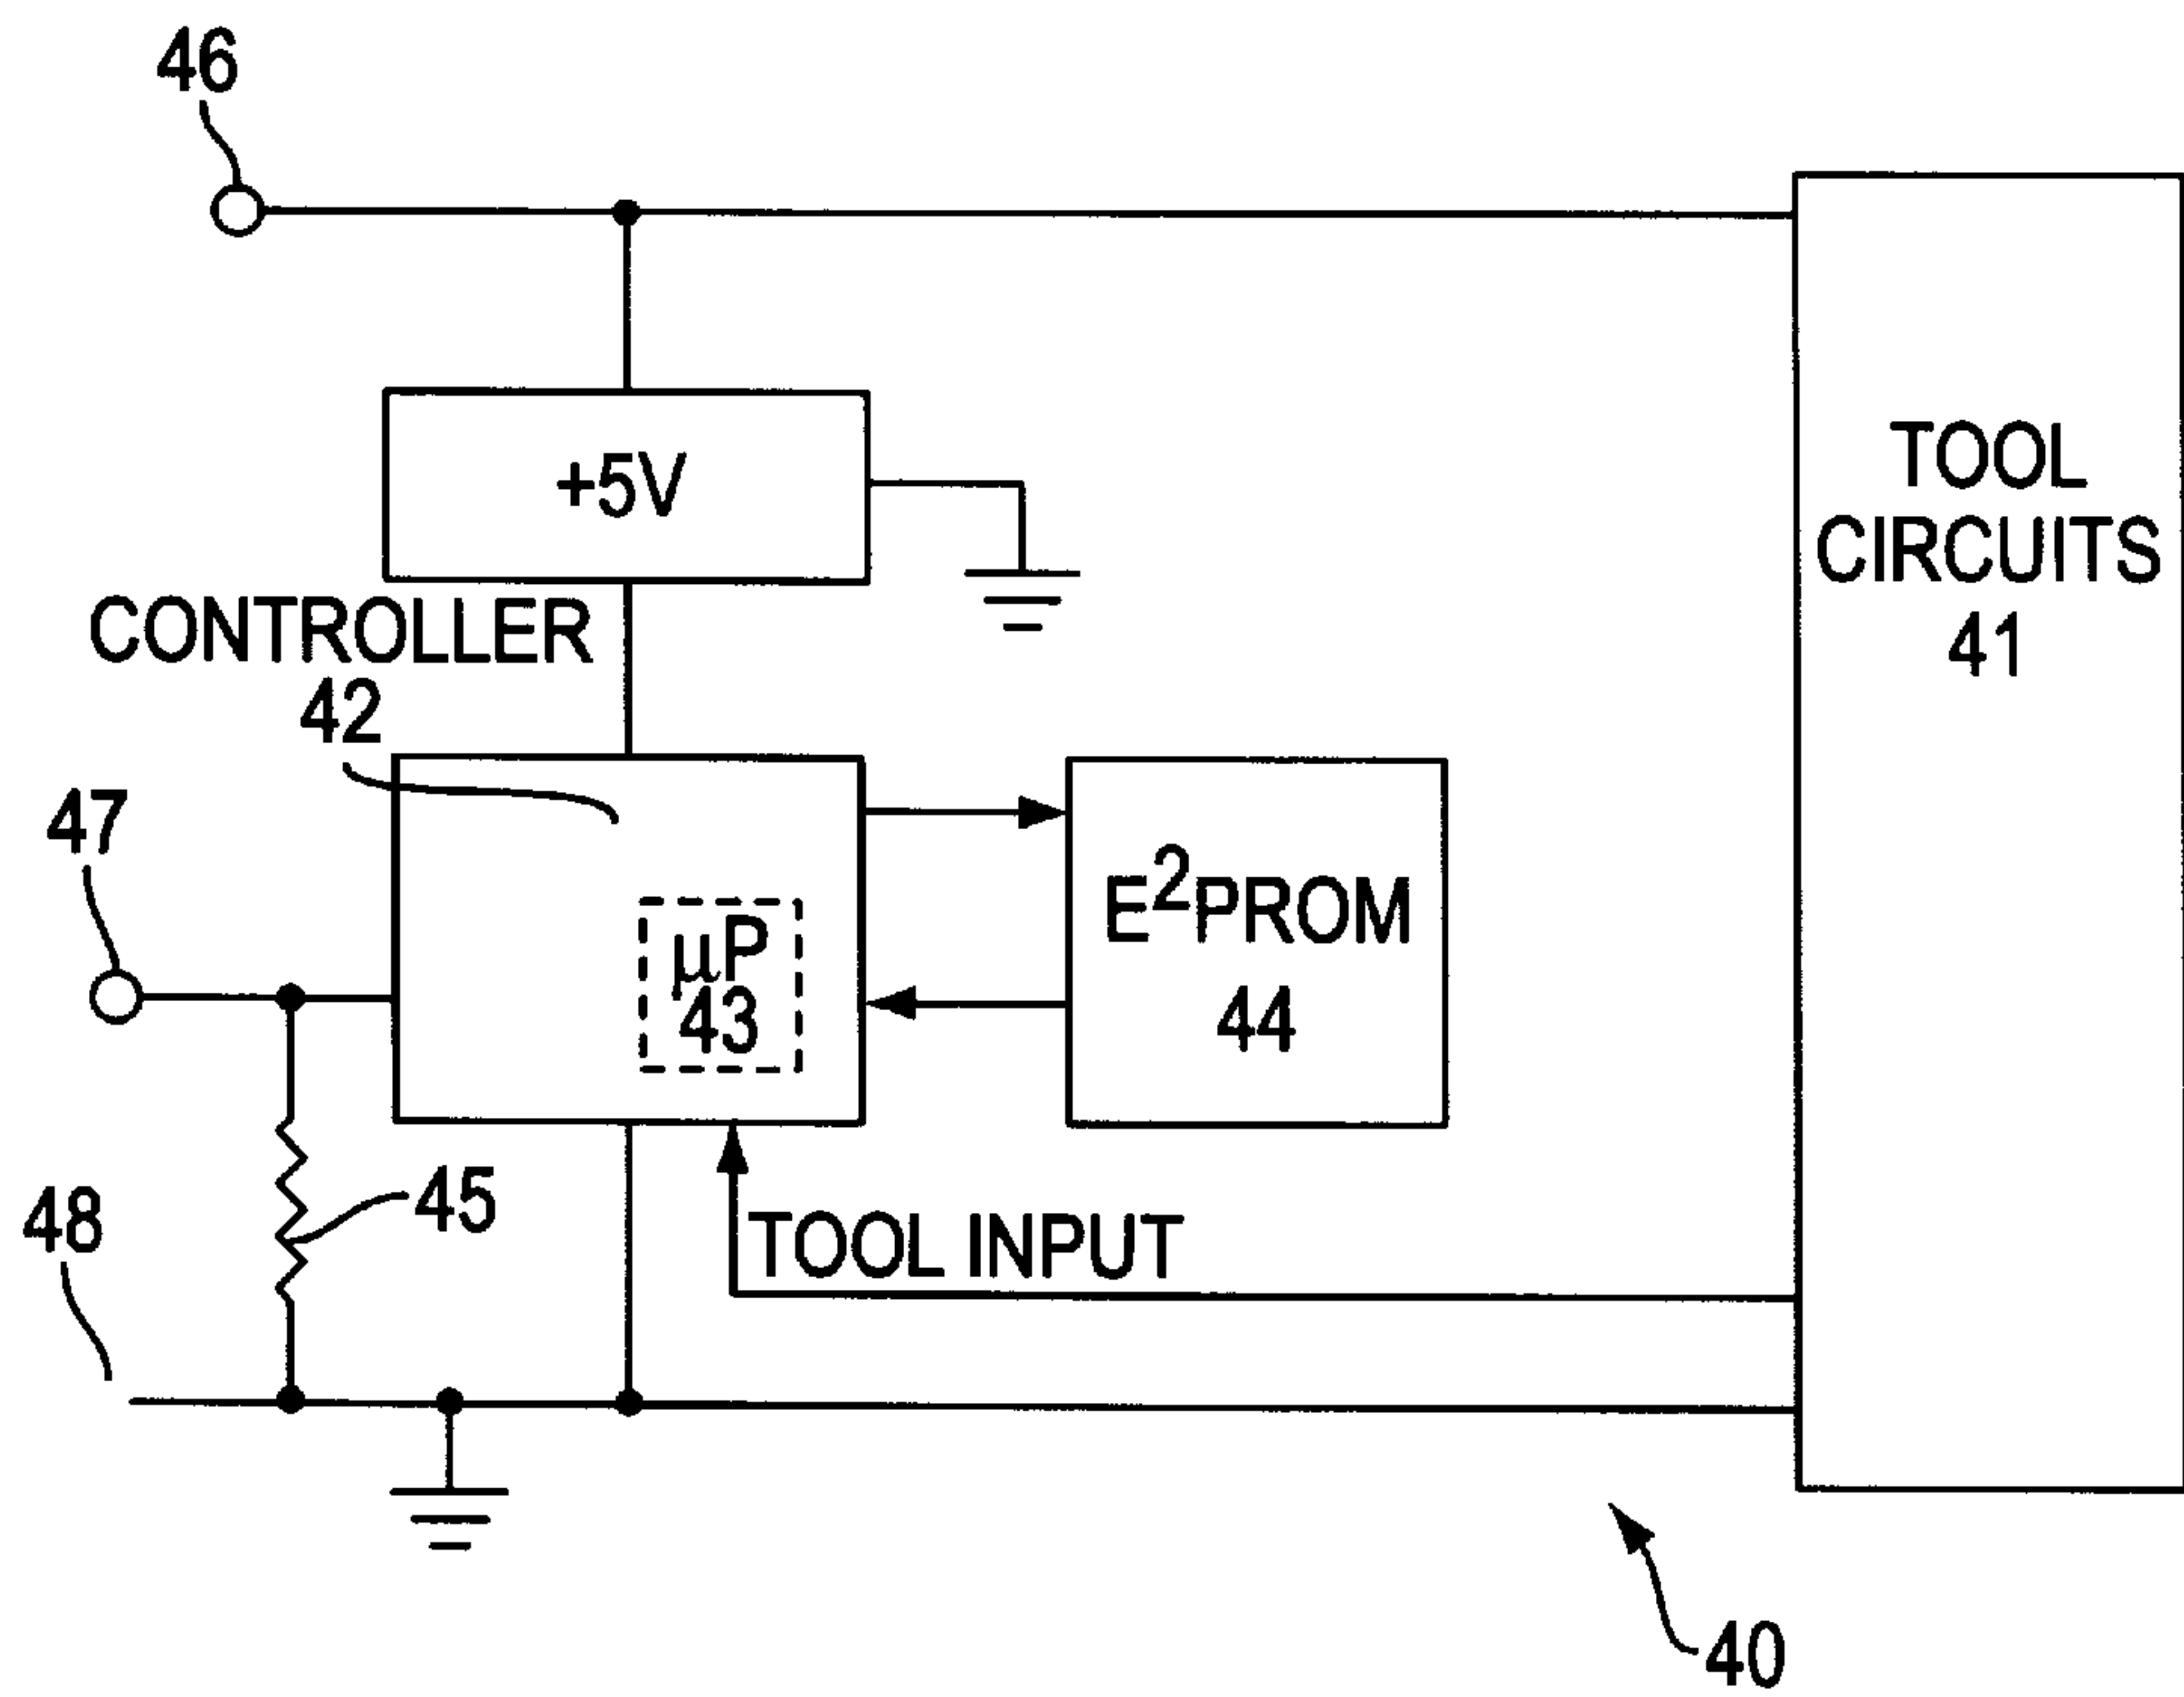 46
+5V
TOOL
CIRCUITS
41
CONTROLLER
42
47
E²PROM
44
µP
43
45
48
TOOL INPUT
40